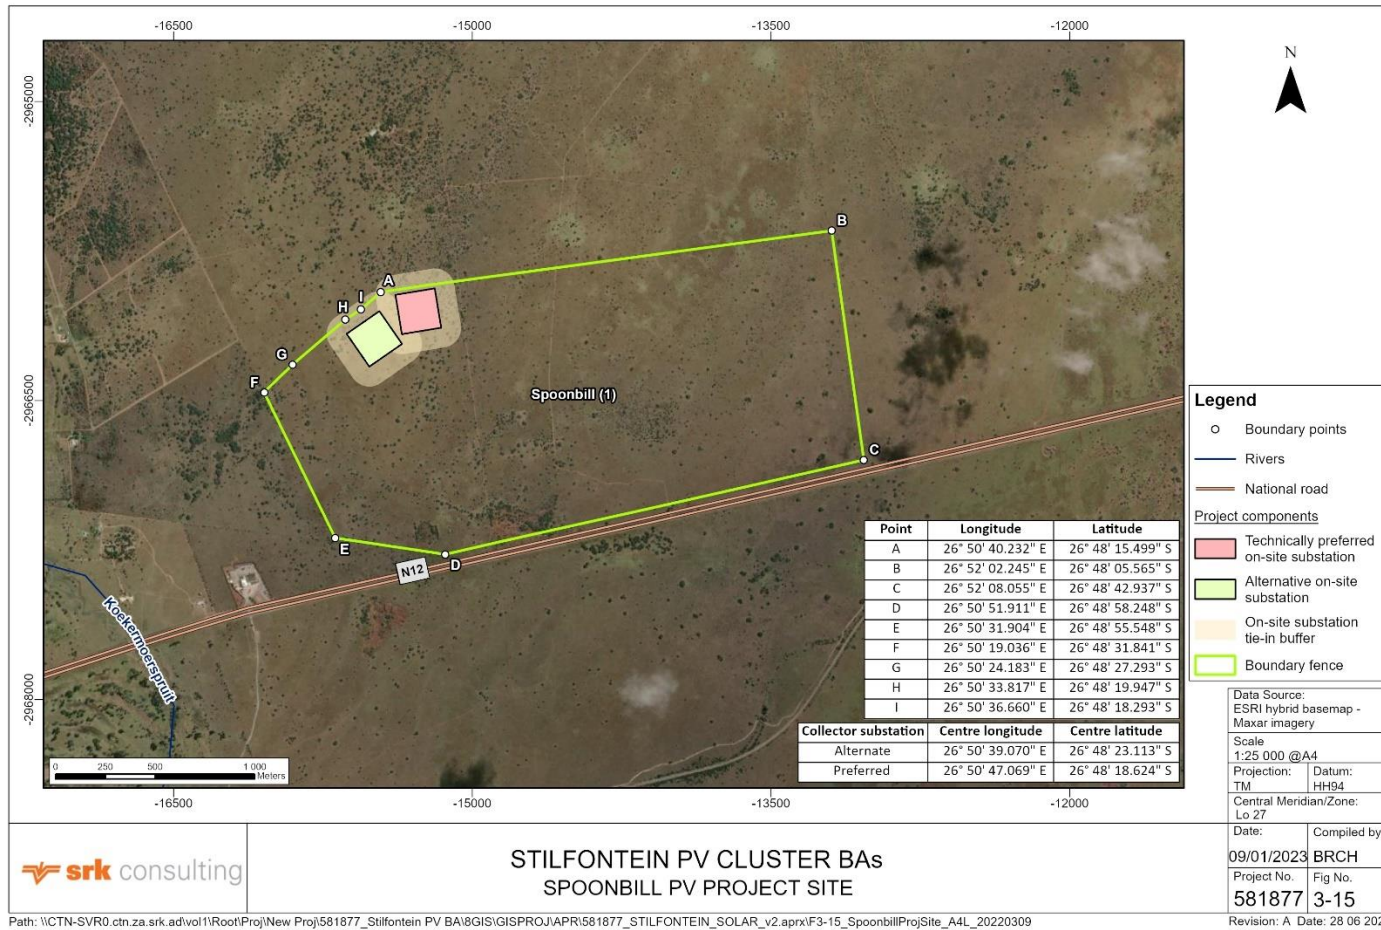 -16500 -15000 -13500 -12000
-2965000
-2966500
-2968000
N
B
A
I
H
G
F
Spoonbill (1)
C
E
D
N12
Koekermoerspruit
0 250 500 1 000
Meters
Point Longitude Latitude
A 26° 50' 40.232" E 26° 48' 15.499" S
B 26° 52' 02.245" E 26° 48' 05.565" S
C 26° 52' 08.055" E 26° 48' 42.937" S
D 26° 50' 51.911" E 26° 48' 58.248" S
E 26° 50' 31.904" E 26° 48' 55.548" S
F 26° 50' 19.036" E 26° 48' 31.841" S
G 26° 50' 24.183" E 26° 48' 27.293" S
H 26° 50' 33.817" E 26° 48' 19.947" S
I 26° 50' 36.660" E 26° 48' 18.293" S
Collector substation Centre longitude Centre latitude
Alternate 26° 50' 39.070" E 26° 48' 23.113" S
Preferred 26° 50' 47.069" E 26° 48' 18.624" S
-16500 -15000 -13500 -12000
Legend
Boundary points
Rivers
National road
Project components
Technically preferred
on-site substation
Alternative on-site
substation
On-site substation
tie-in buffer
Boundary fence
Data Source:
ESRI hybrid basemap -
Maxar imagery
Scale
1:25 000 @A4
Projection: Datum:
TM HH94
Central Meridian/Zone:
Lo 27
Date: Compiled by
09/01/2023 BRCH
Project No. Fig No.
581877 3-15
srk consulting
STILFONTEIN PV CLUSTER BAs
SPOONBILL PV PROJECT SITE
Path: \\CTN-SVR0.ctn.za.srk.ad\vol1\Root\Proj\New Proj\581877_Stilfontein PV BA\8GIS\GISPROJ\APR\581877_STILFONTEIN_SOLAR_v2.aprx\F3-15_SpoonbillProjSite_A4L_20220309
Revision: A Date: 28 06 202